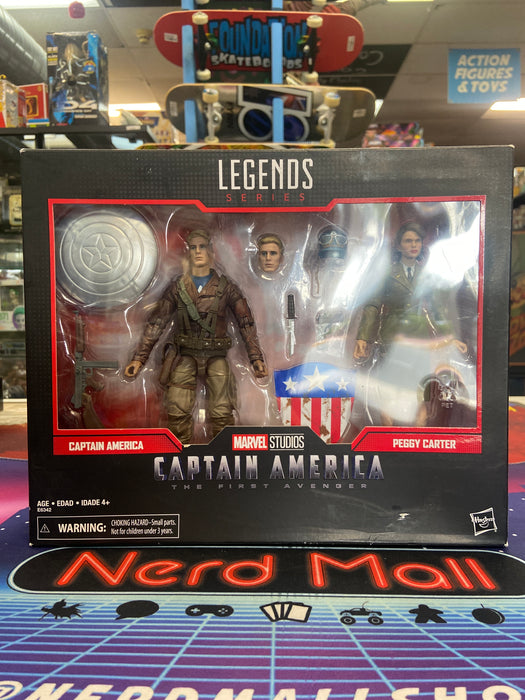 FOUNDATION
SKATEBOARDS
ACTION
FIGURES
& TOYS
LEGENDS
SERIES
CAPTAIN AMERICA
MARVEL STUDIOS
PEGGY CARTER
CAPTAIN AMERICA
THE FIRST AVENGER
AGE • EDAD • IDADE 4+
E6342
WARNING:
CHOKING HAZARD–Small parts.
Not for children under 3 years.
Hasbro
Nerd Mall
@NERDMALLSHO